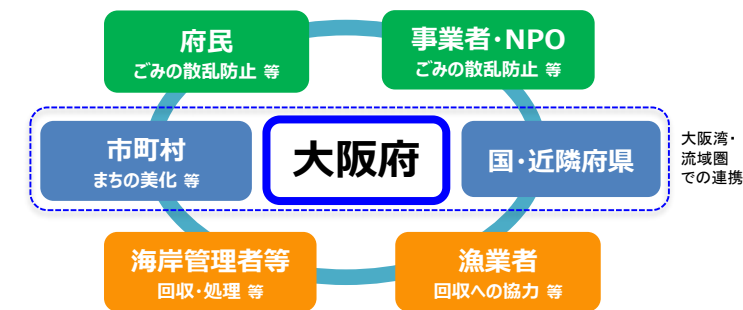 府民
ごみの散乱防止 等
事業者・NPO
ごみの散乱防止 等
市町村
まちの美化 等
大阪府
国・近隣府県
大阪湾・
流域圏
での連携
海岸管理者等
回収・処理 等
漁業者
回収への協力 等